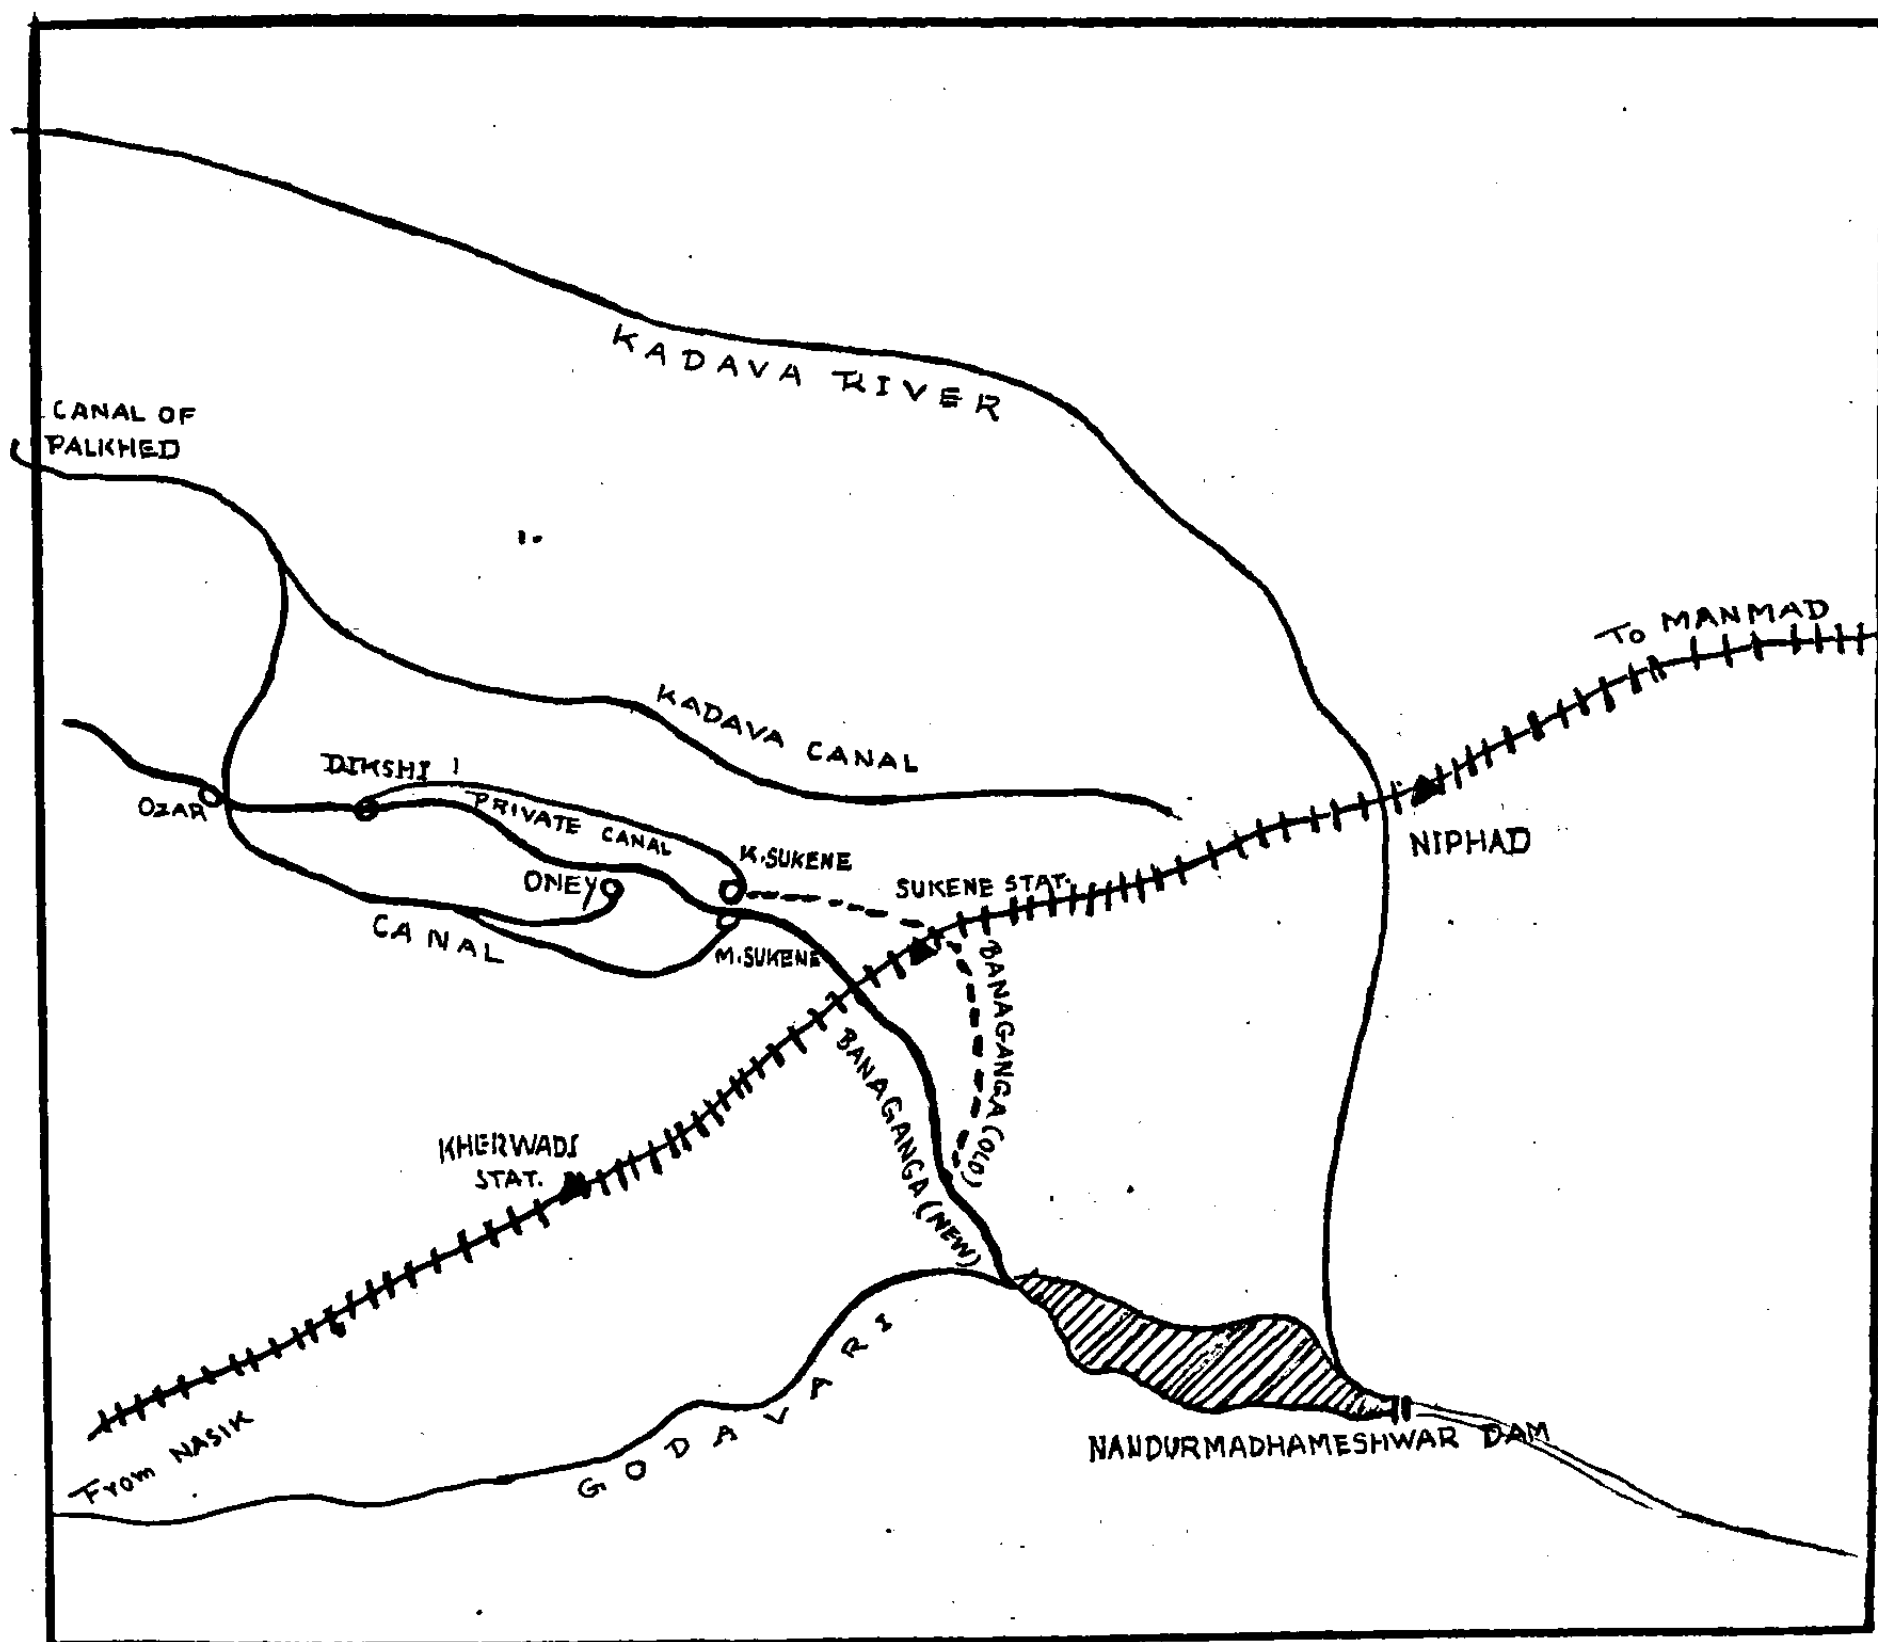 KADAVA RIVER
CANAL OF
PALKHED
To MANMAD
KADAVA CANAL
DIKSHI
OZAR
PRIVATE CANAL
K.SUKENE
ONEY
SUKENE STAT.
NIPHAD
CANAL
M.SUKENE
BANAGANGA (OLD)
BANAGANGA (NEW)
KHERWADI
STAT.
GODAVARI
From NASIK
NANDURMADHAMESHWAR DAM